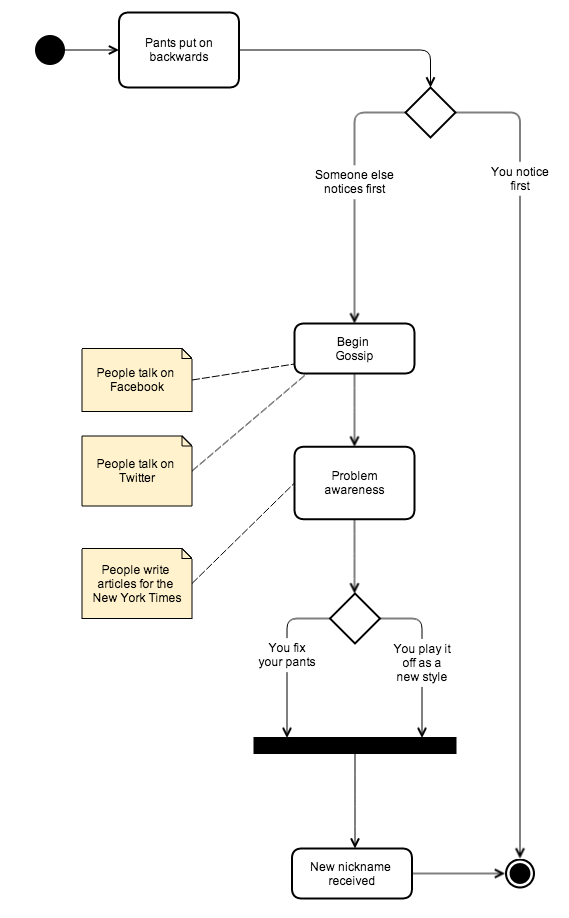 Pants put on
backwards
Someone else
notices first
You notice
first
Begin
Gossip
People talk on
Facebook
People talk on
Twitter
Problem
awareness
People write
articles for the
New York Times
You fix
your pants
You play it
off as a
new style
New nickname
received